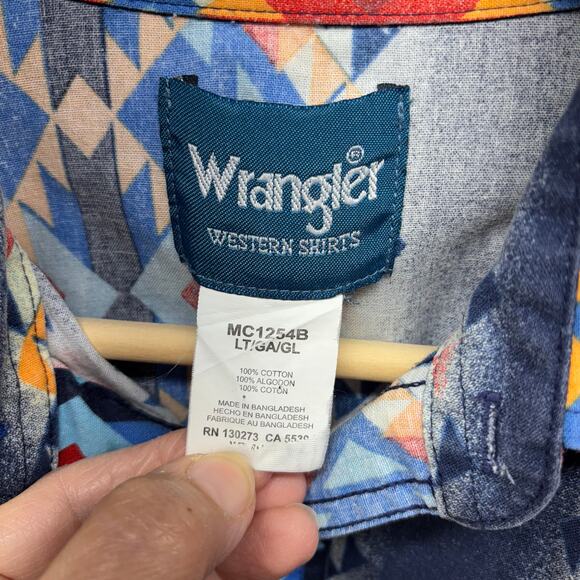 Wrangler®
WESTERN SHIRTS
MC1254B
LT/GA/GL
100% COTTON
100% ALGODON
100% COTON
MADE IN BANGLADESH
HECHO EN BANGLADESH
FABRIQUE AU BANGLADESH
RN 130273 CA